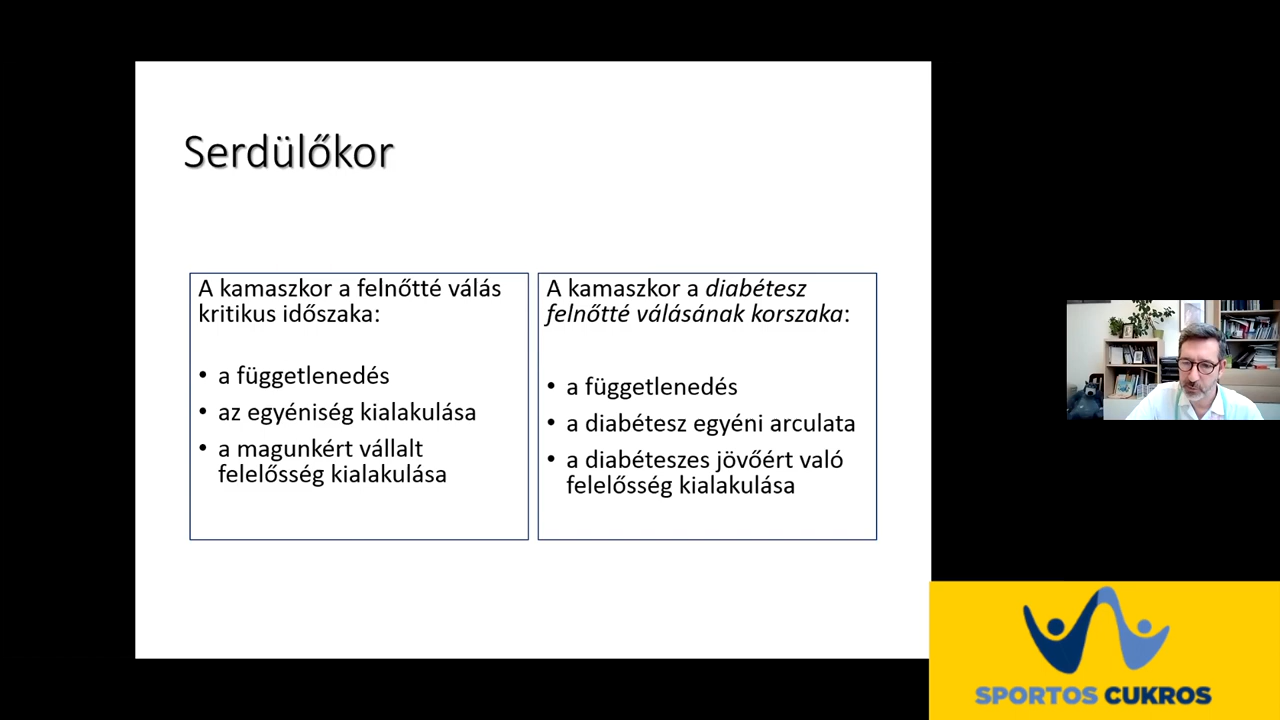 Serdülőkor
A kamaszkor a felnőtté válás
kritikus időszaka:
• a függetlenedés
• az egyéniség kialakulása
• a magunkért vállalt
felelősség kialakulása
A kamaszkor a diabétesz
felnőtté válásának korszaka:
• a függetlenedés
• a diabétesz egyéni arculata
• a diabéteszes jövőért való
felelősség kialakulása
SPORTOS CUKROS